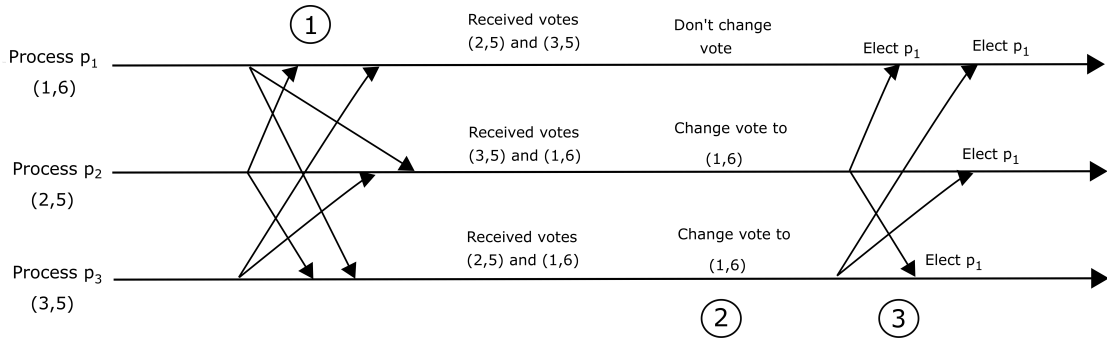 1
Received votes
(2,5) and (3,5)
Don't change
vote
Elect p1
Elect p1
Process p1
(1,6)
Received votes
(3,5) and (1,6)
Change vote to
(1,6)
Elect p1
Process p2
(2,5)
Received votes
(2,5) and (1,6)
Change vote to
(1,6)
Elect p1
Process p3
(3,5)
2
3